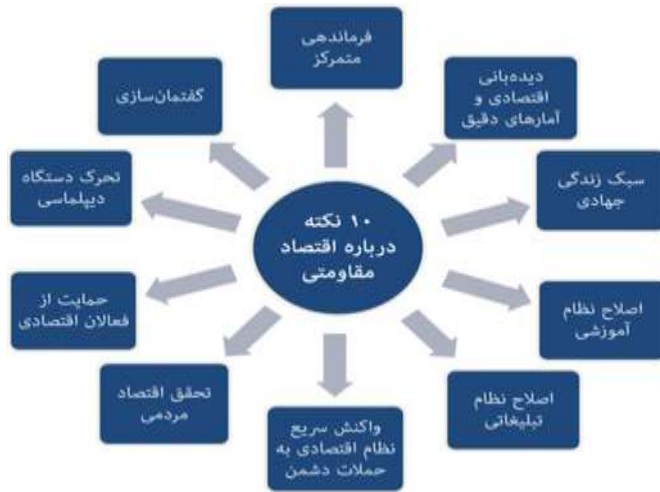 ۱۰ نکته
درباره اقتصاد
مقاومتی
فرماندهی
متمرکز
دیده‌بانی
اقتصادی و
آمارهای دقیق
سبک زندگی
جهادی
اصلاح نظام
آموزشی
اصلاح نظام
تبلیغاتی
واکنش سریع
نظام اقتصادی به
حملات دشمن
تحقق اقتصاد
مردمی
حمایت از
فعالان اقتصادی
تحرک دستگاه
دیپلماسی
گفتمان‌سازی